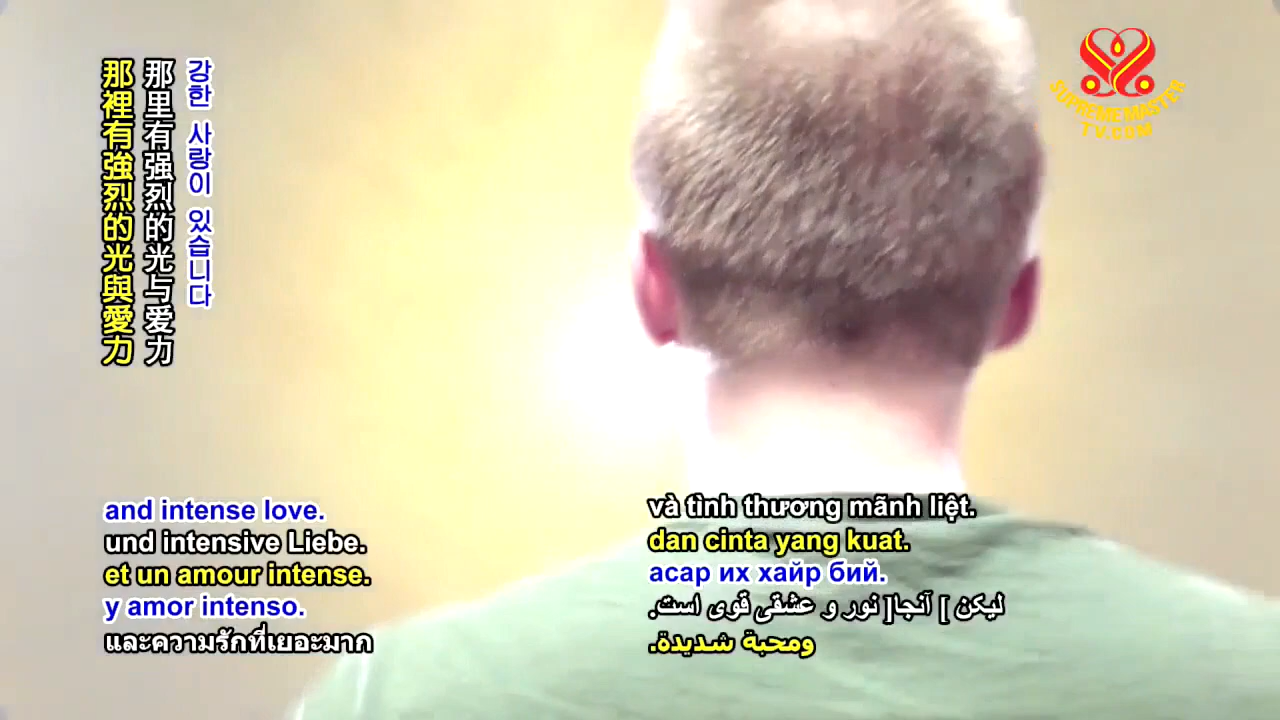 강한 사랑이 있습니다
那里有强烈的光与爱力
那裡有強烈的光與愛力
SUPREMEMASTER
TV.COM
and intense love.
und intensive Liebe.
et un amour intense.
y amor intenso.
และความรักที่เยอะมาก
và tình thương mãnh liệt.
dan cinta yang kuat.
асар их хайр бий.
لیکن ] آنجا[ نور و عشقی قوی است.
ومحبة شديدة.